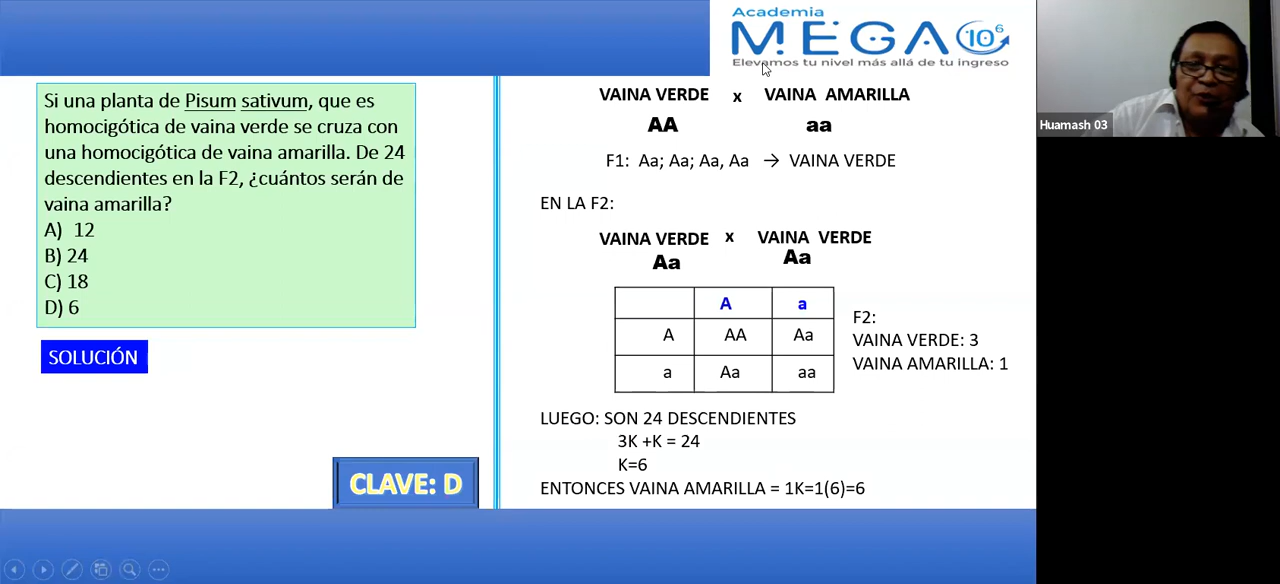 Academia
MEGA 10⁶
Elevamos tu nivel más allá de tu ingreso
Si una planta de Pisum sativum, que es
homocigótica de vaina verde se cruza con
una homocigótica de vaina amarilla. De 24
descendientes en la F2, ¿cuántos serán de
vaina amarilla?
A) 12
B) 24
C) 18
D) 6
SOLUCIÓN
CLAVE: D
VAINA VERDE x VAINA AMARILLA
AA aa
F1: Aa; Aa; Aa, Aa → VAINA VERDE
EN LA F2:
VAINA VERDE x VAINA VERDE
Aa Aa
A a
A AA Aa
a Aa aa
F2:
VAINA VERDE: 3
VAINA AMARILLA: 1
LUEGO: SON 24 DESCENDIENTES
3K +K = 24
K=6
ENTONCES VAINA AMARILLA = 1K=1(6)=6
Huamash 03